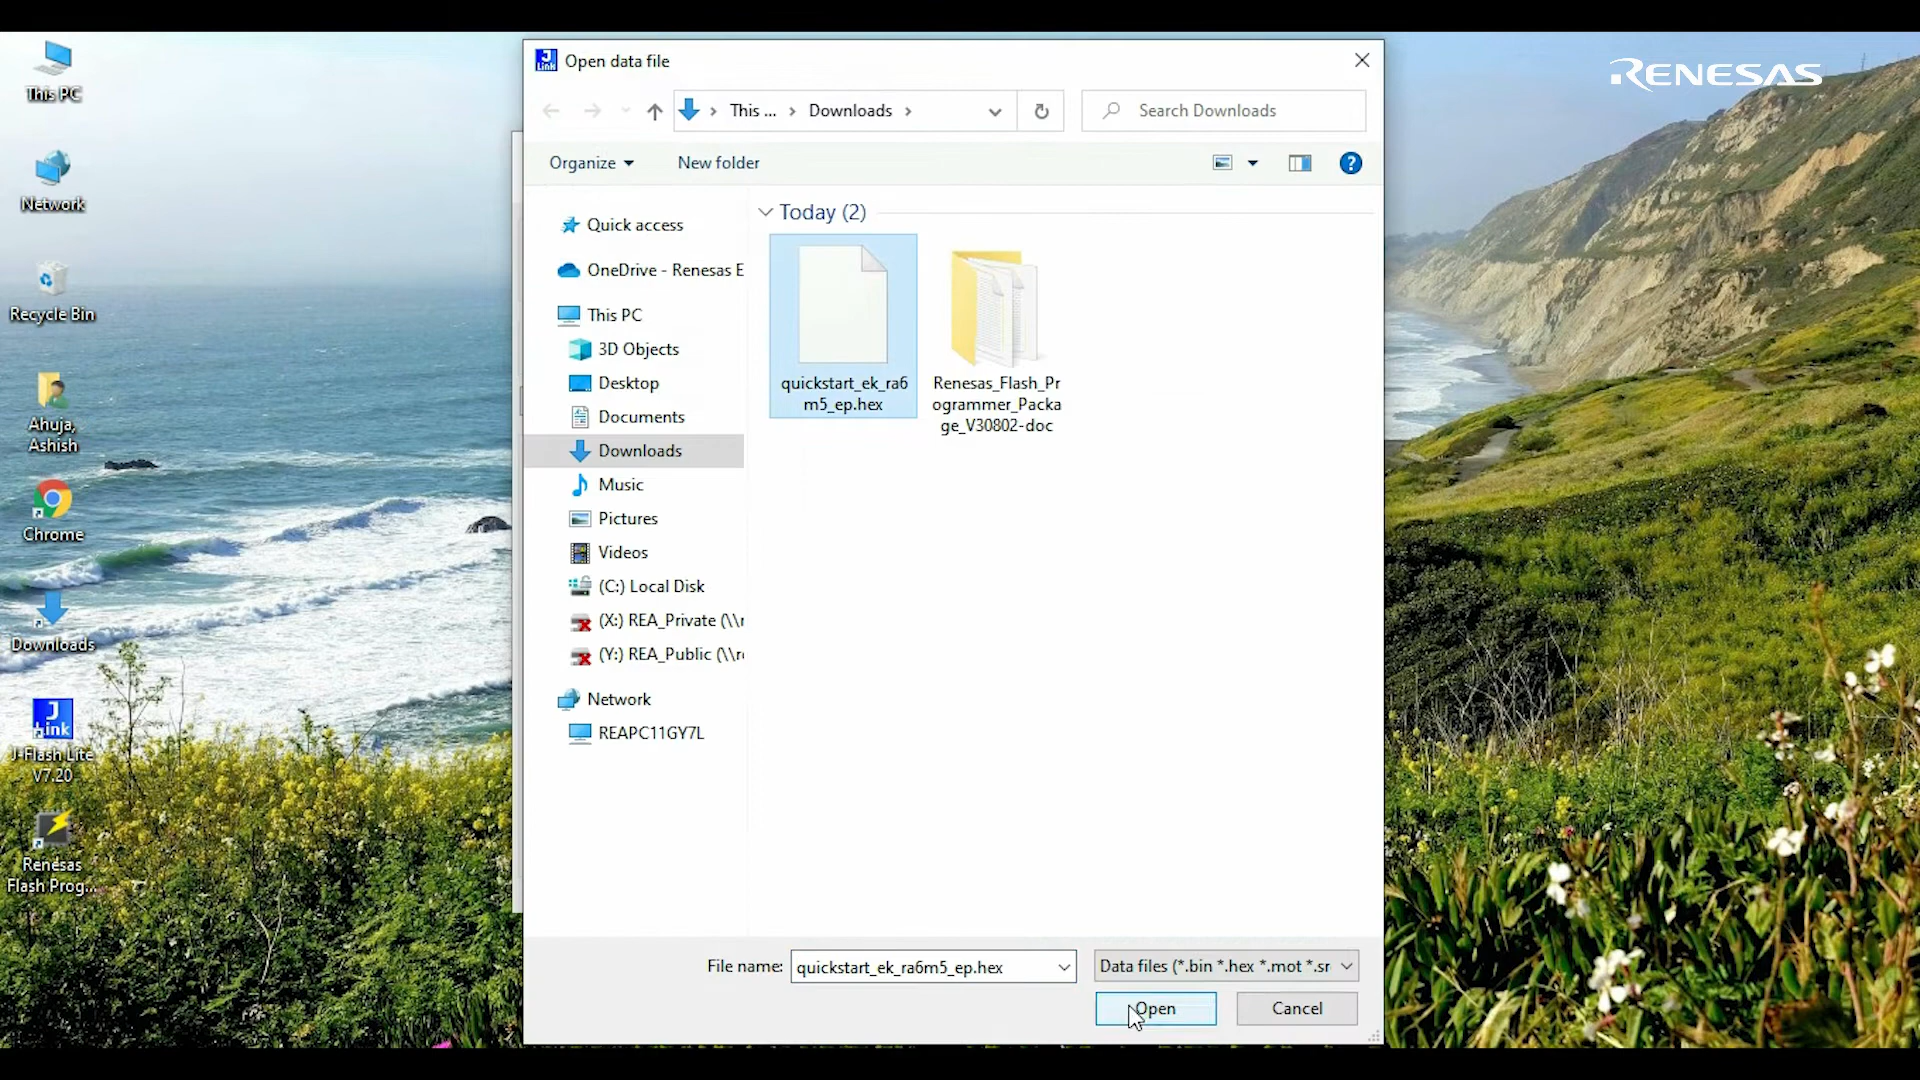 This PC
Network
Recycle Bin
Ahuja,
Ashish
Chrome
Downloads
J
Link
J-Flash Lite
V7.20
Renesas
Flash Prog...
J
Link
Open data file
This ...
Downloads
Search Downloads
Organize
New folder
?
Quick access
OneDrive - Renesas E
This PC
3D Objects
Desktop
Documents
Downloads
Music
Pictures
Videos
(C:) Local Disk
(X:) REA_Private (\\r
(Y:) REA_Public (\\r
Network
REAPC11GY7L
Today (2)
quickstart_ek_ra6
m5_ep.hex
Renesas_Flash_Pr
ogrammer_Packa
ge_V30802-doc
File name:
quickstart_ek_ra6m5_ep.hex
Data files (*.bin *.hex *.mot *.sr
Open
Cancel
RENESAS